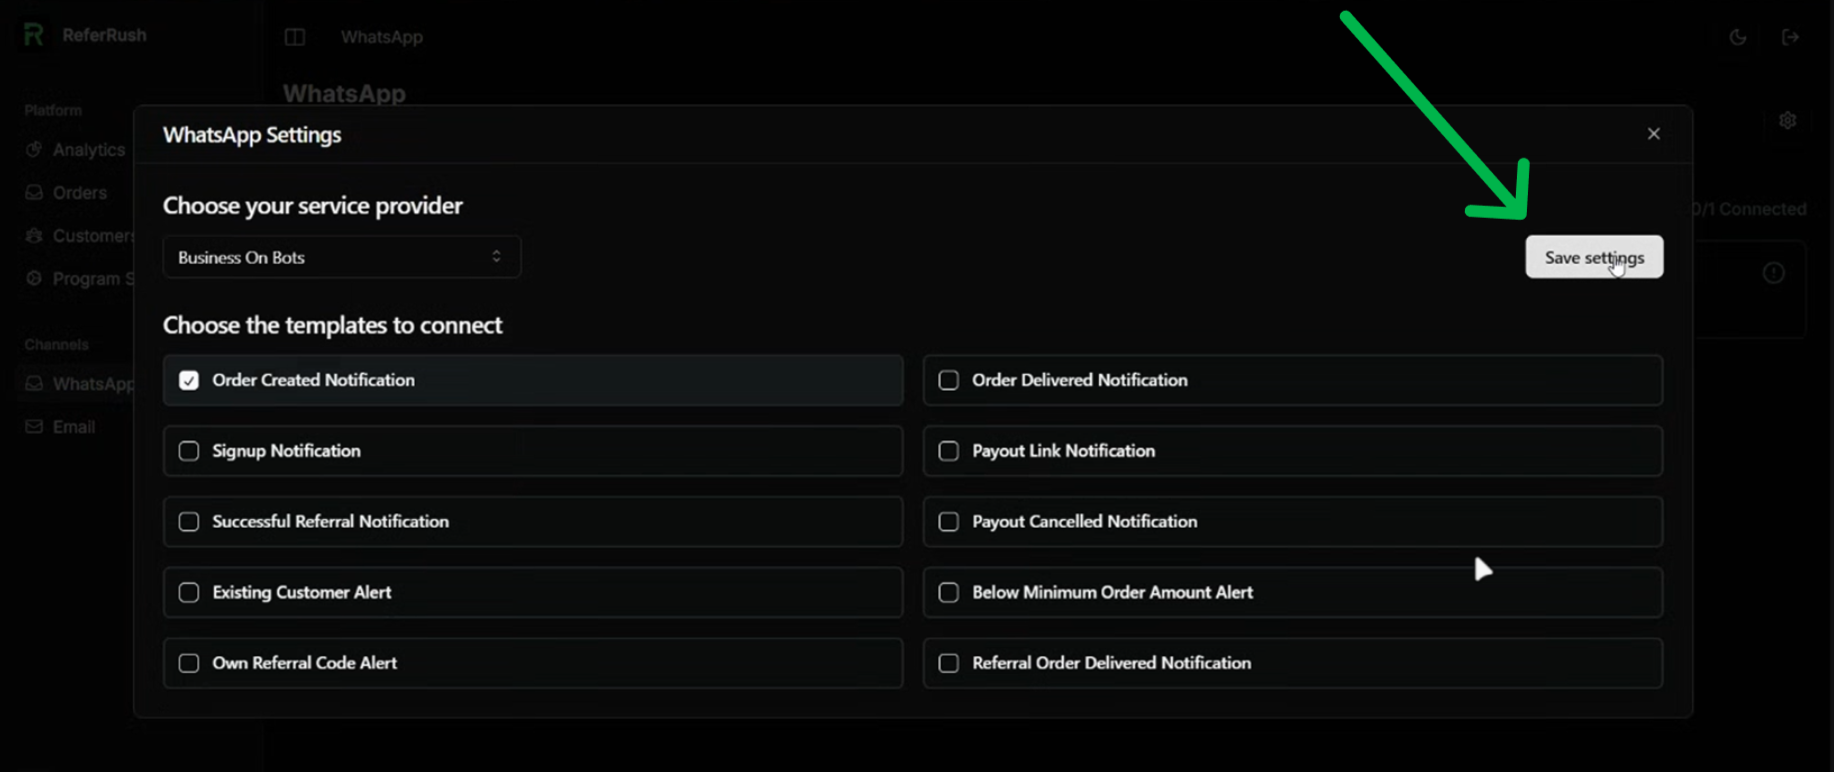 ReferRush
WhatsApp
WhatsApp
Platform
Analytics
Orders
Customers
Program S
Channels
WhatsApp
Email
WhatsApp Settings
Choose your service provider
Business On Bots
Save settings
0/1 Connected
Choose the templates to connect
Order Created Notification
Order Delivered Notification
Signup Notification
Payout Link Notification
Successful Referral Notification
Payout Cancelled Notification
Existing Customer Alert
Below Minimum Order Amount Alert
Own Referral Code Alert
Referral Order Delivered Notification